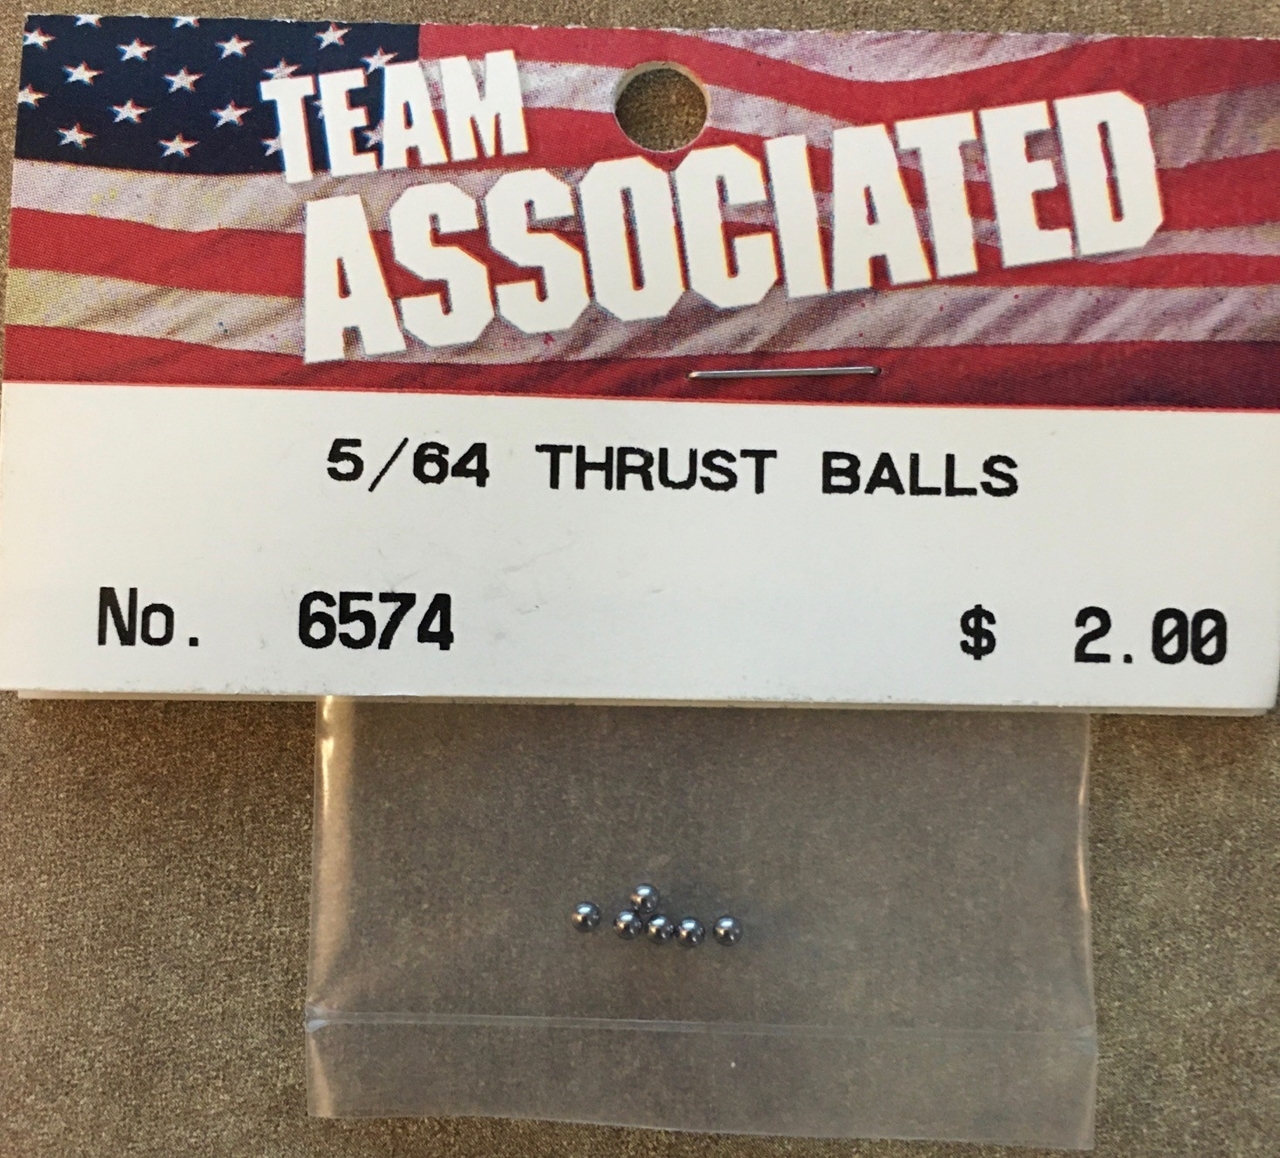 TEAM
ASSOCIATED
5/64 THRUST BALLS
No. 6574 $ 2.00